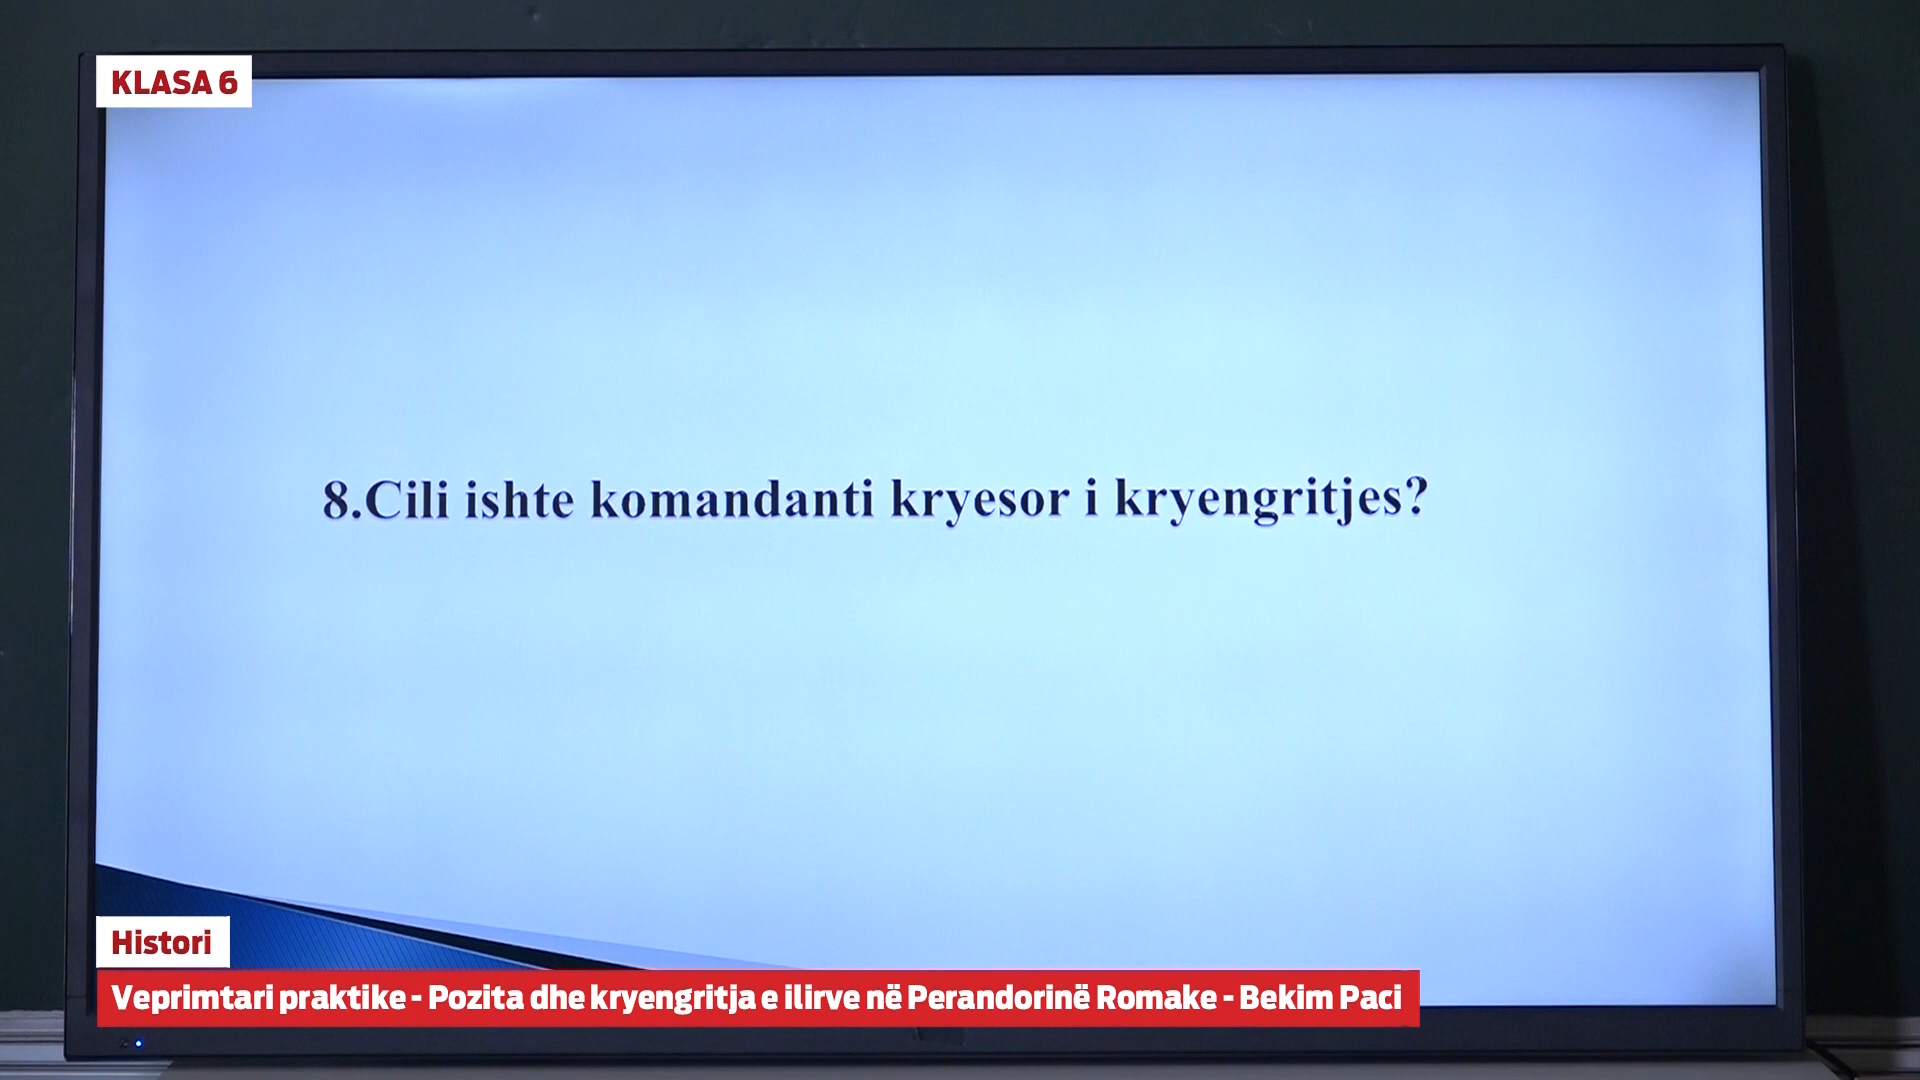 KLASA 6
8.Cili ishte komandanti kryesor i kryengritjes?
Histori
Veprimtari praktike - Pozita dhe kryengritja e ilirve në Perandorinë Romake - Bekim Paci